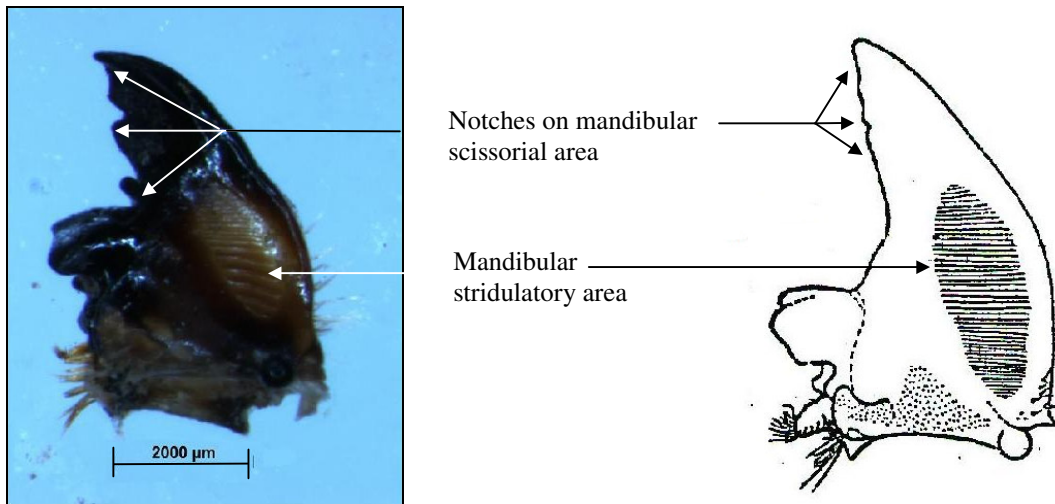 Notches on mandibular
scissorial area
Mandibular
stridulatory area
2000 µm